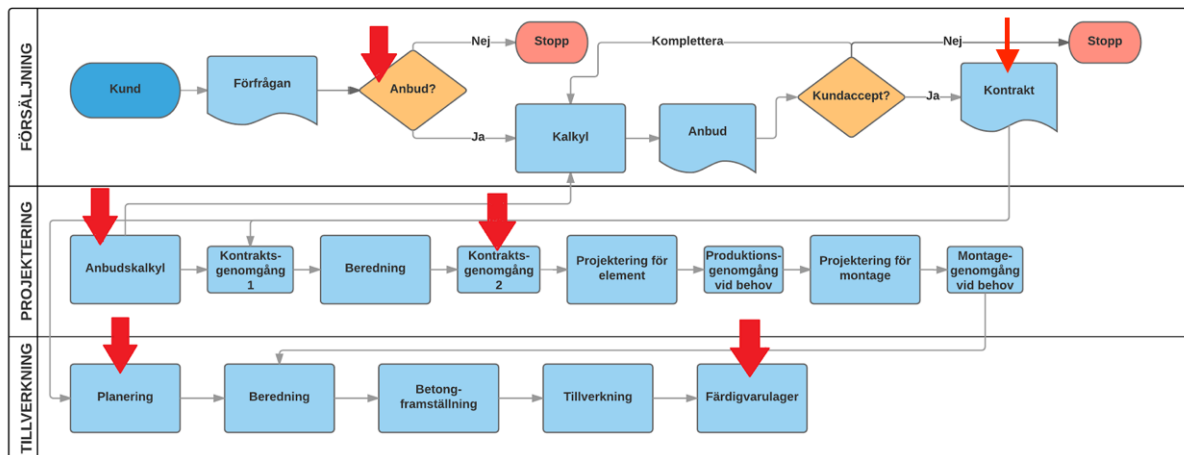 FÖRSÄLJNING
Kund
Förfrågan
Anbud?
Nej
Stopp
Ja
Kalkyl
Komplettera
Anbud
Kundaccept?
Nej
Stopp
Ja
Kontrakt
PROJEKTERING
Anbudskalkyl
Kontrakts-
genomgång
1
Beredning
Kontrakts-
genomgång
2
Projektering för
element
Produktions-
genomgång
vid behov
Projektering för
montage
Montage-
genomgång
vid behov
TILLVERKNING
Planering
Beredning
Betong-
framställning
Tillverkning
Färdigvarulager